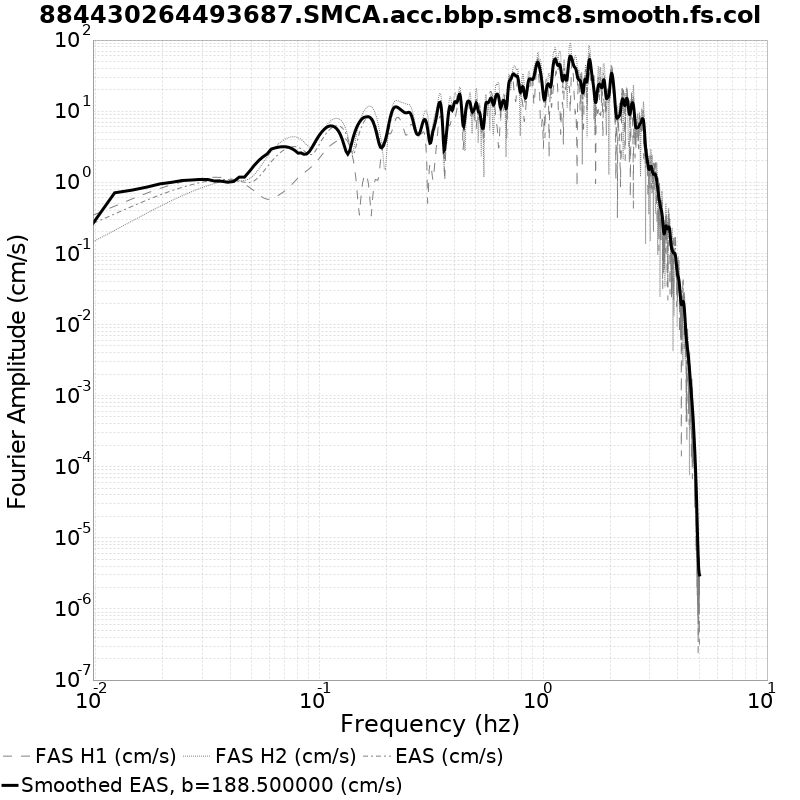 884430264493687.SMCA.acc.bbp.smc8.smooth.fs.col
10^2
10^1
10^0
10^-1
10^-2
10^-3
10^-4
10^-5
10^-6
10^-7
Fourier Amplitude (cm/s)
10^-2 10^-1 10^0 10^1
Frequency (hz)
FAS H1 (cm/s) FAS H2 (cm/s) EAS (cm/s)
Smoothed EAS, b=188.500000 (cm/s)